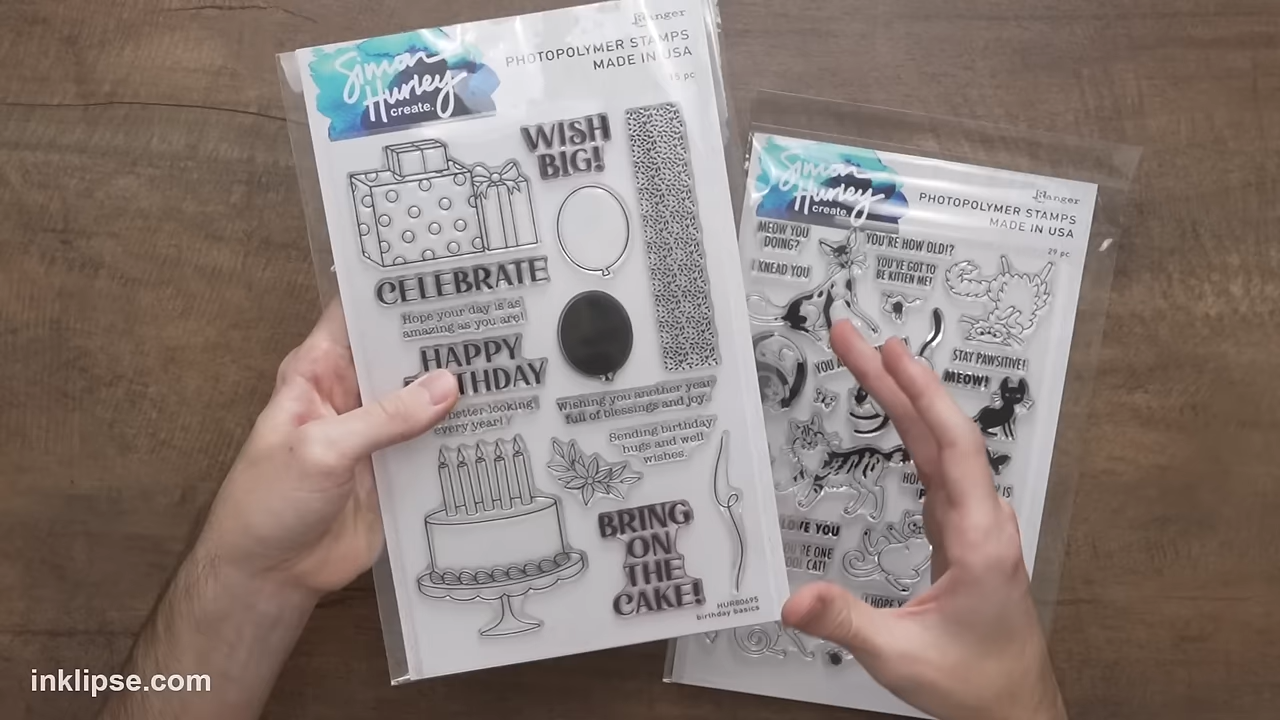 Simon
Hurley
create.
Ranger
PHOTOPOLYMER STAMPS
MADE IN USA
15 pc
WISH
BIG!
CELEBRATE
Hope your day is as
amazing as you are!
HAPPY
THDAY
better looking
every year!
Wishing you another year
full of blessings and joy.
Sending birthday
hugs and well
wishes.
BRING
ON
THE
CAKE!
HUR80695
birthday basics
Simon
Hurley
create.
Ranger
PHOTOPOLYMER STAMPS
MADE IN USA
29 pc
MEOW YOU
DOING?
YOU'RE HOW OLD!?
I KNEAD YOU
YOU'VE GOT TO
BE KITTEN ME!
STAY PAWSITIVE!
YOU
MEOW!
IS
LOVE YOU
ONE
CAT!
I HOPE
inklipse.com